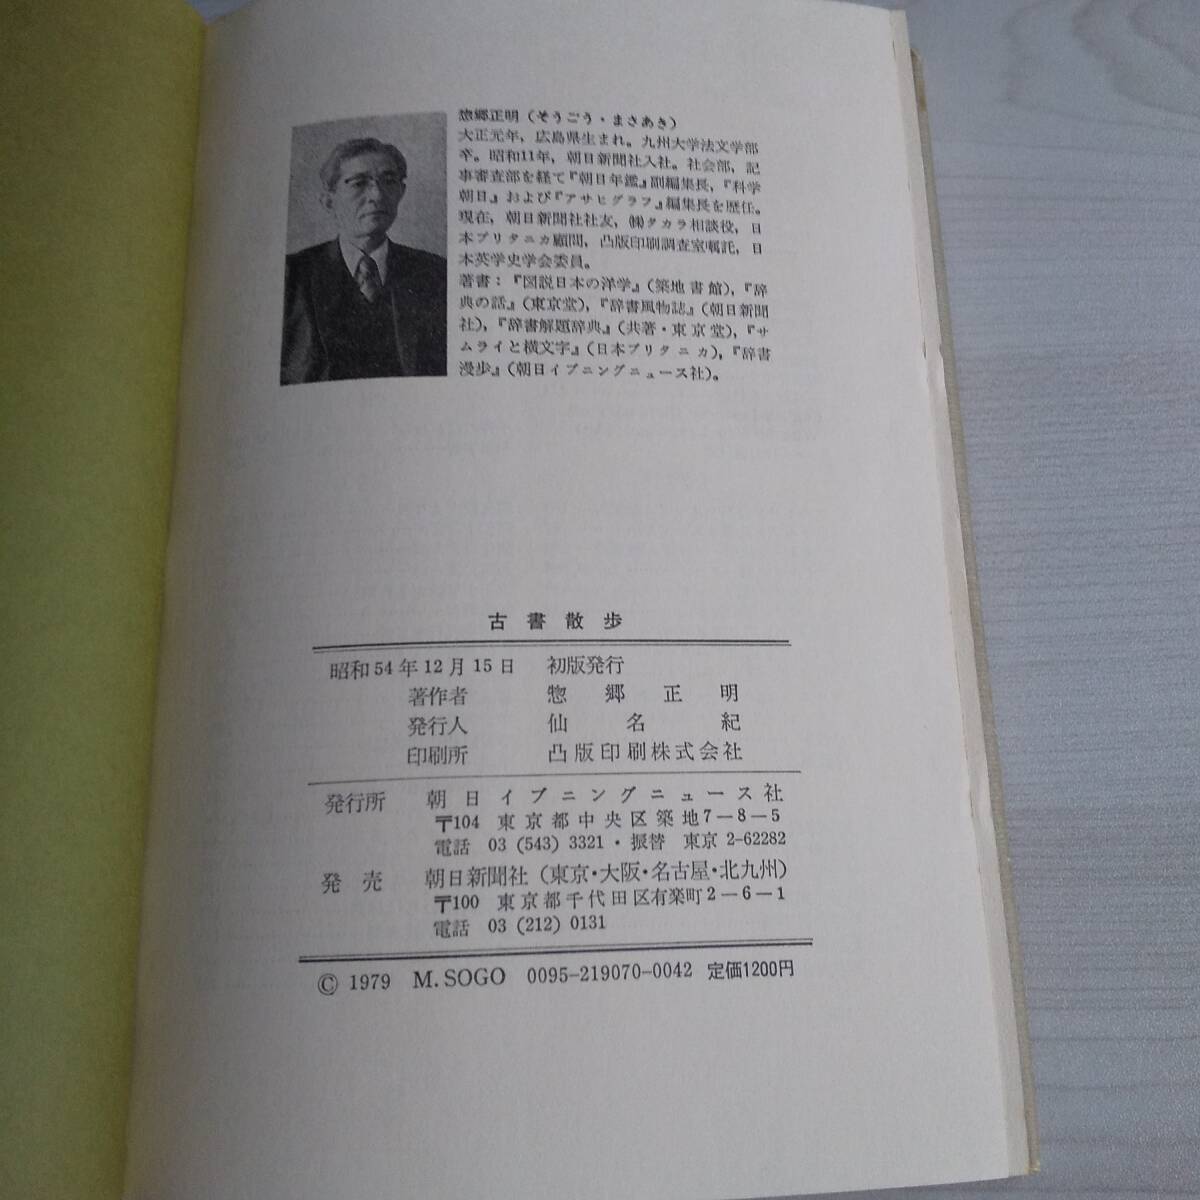 惣郷正明（そうごう・まさあき）
大正元年，広島県生まれ。九州大学法文学部
卒。昭和11年，朝日新聞社入社。社会部，記
事審査部を経て『朝日年鑑』副編集長，『科学
朝日』および『アサヒグラフ』編集長を歴任。
現在，朝日新聞社社友，㈱タカラ相談役，日
本ブリタニカ顧問，凸版印刷調査室嘱託，日
本英学史学会委員。
著書：『図説日本の洋学』（築地書館），『辞
典の話』（東京堂），『辞書風物誌』（朝日新聞
社），『辞書解題辞典』（共著・東京堂），『サ
ムライと横文字』（日本ブリタニカ），『辞書
漫歩』（朝日イブニングニュース社）。
古書散歩
昭和54年12月15日　初版発行
著作者　惣郷正明
発行人　仙名紀
印刷所　凸版印刷株式会社
発行所　朝日イブニングニュース社
〒104　東京都中央区築地7－8－5
電話　03 (543) 3321・振替　東京 2-62282
発売　朝日新聞社（東京・大阪・名古屋・北九州）
〒100　東京都千代田区有楽町2－6－1
電話　03 (212) 0131
© 1979　M. SOGO　0095-219070-0042　定価1200円